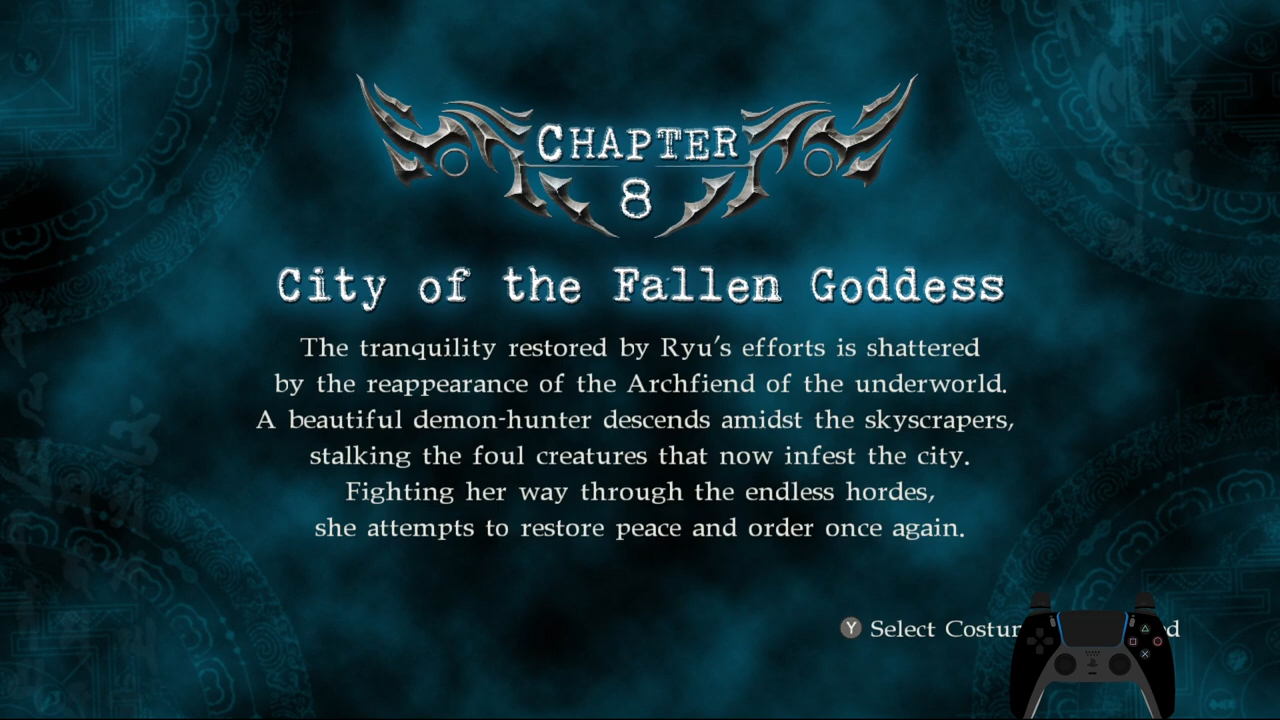 CHAPTER
8
City of the Fallen Goddess
The tranquility restored by Ryu's efforts is shattered
by the reappearance of the Archfiend of the underworld.
A beautiful demon-hunter descends amidst the skyscrapers,
stalking the foul creatures that now infest the city.
Fighting her way through the endless hordes,
she attempts to restore peace and order once again.
Y Select